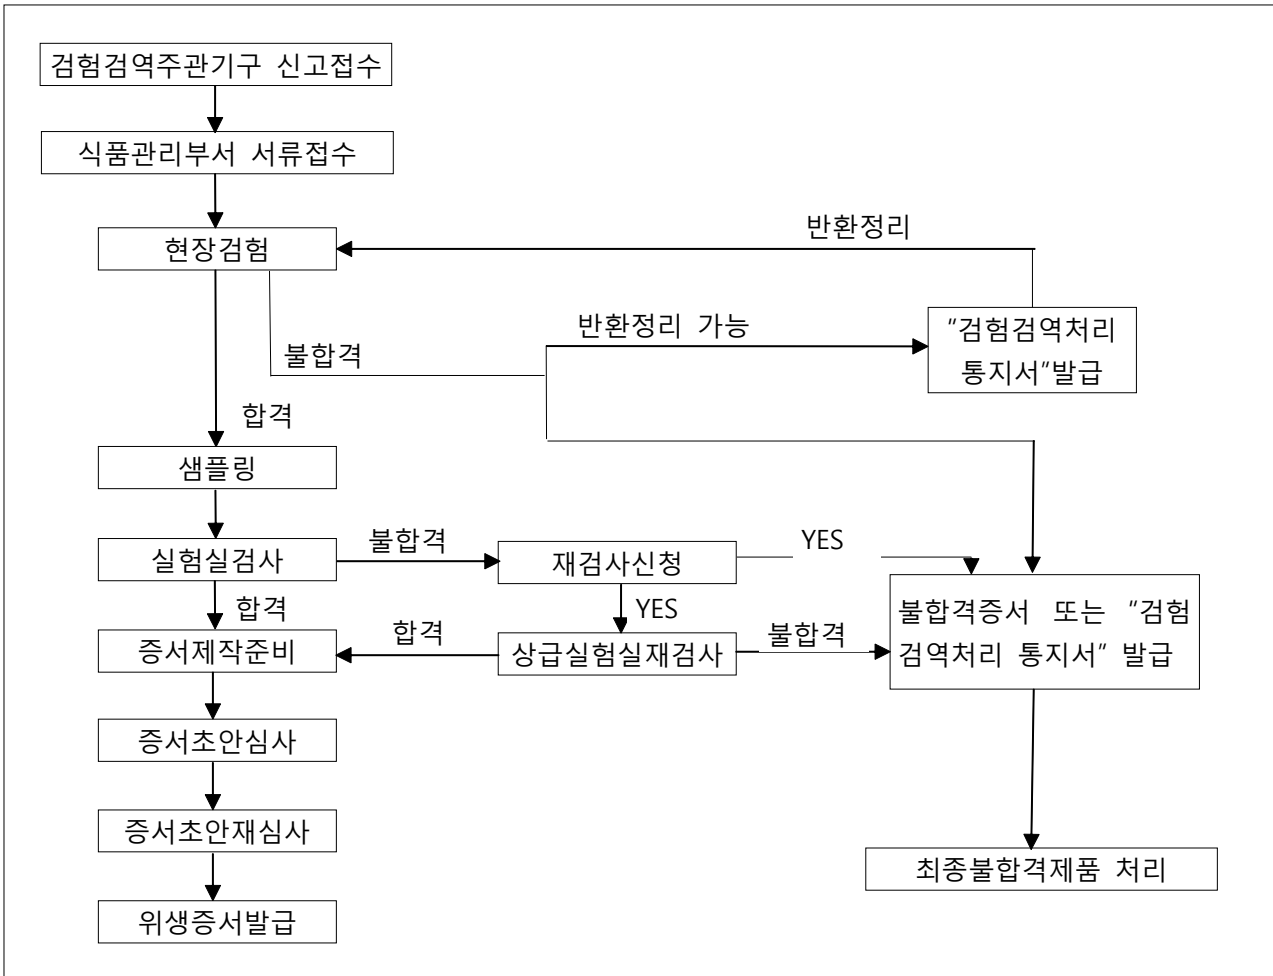 검험검역주관기구 신고접수
식품관리부서 서류접수
반환정리
현장검험
반환정리 가능
"검험검역처리
통지서"발급
불합격
합격
샘플링
불합격
YES
실험실검사
재검사신청
합격
YES
불합격증서 또는 "검험
검역처리 통지서" 발급
합격
불합격
증서제작준비
상급실험실재검사
증서초안심사
증서초안재심사
최종불합격제품 처리
위생증서발급